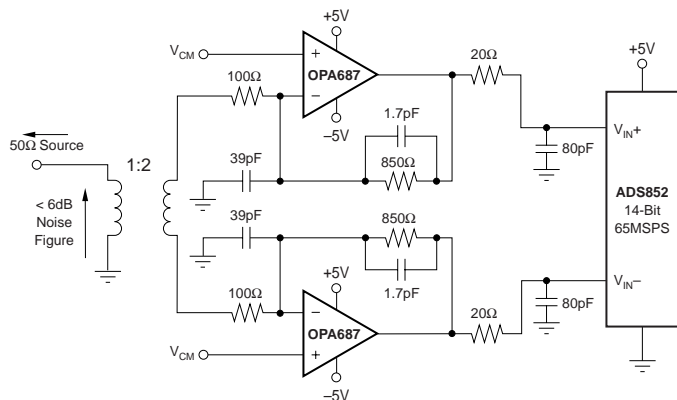 +5V
V_CM
+
OPA687
−
–5V
100Ω
20Ω
+5V
1.7pF
850Ω
39pF
80pF
V_IN+
50Ω Source
1:2
< 6dB
Noise
Figure
ADS852
14-Bit
65MSPS
39pF
850Ω
1.7pF
100Ω
+5V
20Ω
80pF
V_IN–
−
OPA687
+
V_CM
–5V